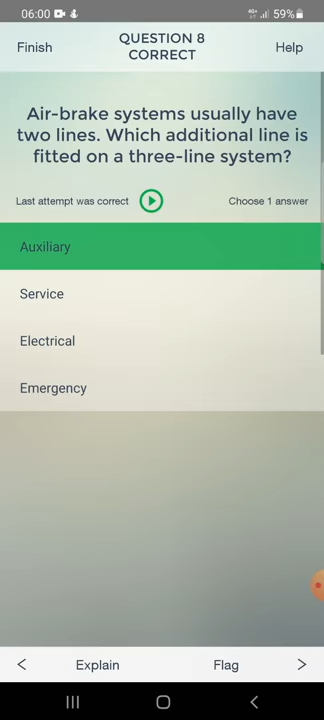 06:00
4G+
59%
Finish
QUESTION 8
CORRECT
Help
Air-brake systems usually have
two lines. Which additional line is
fitted on a three-line system?
Last attempt was correct
Choose 1 answer
Auxiliary
Service
Electrical
Emergency
<
Explain
Flag
>